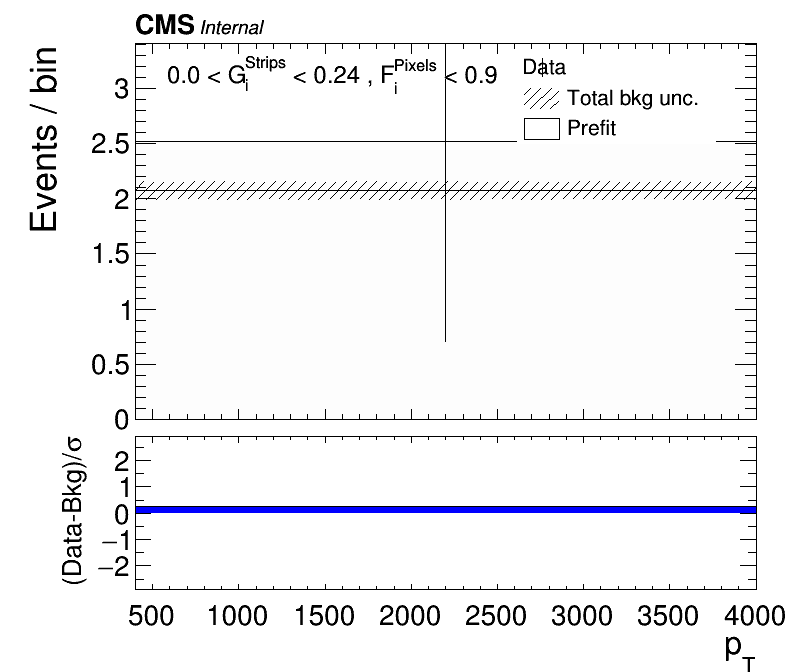 CMS Internal
0.0 < G_i^Strips < 0.24 , F_i^Pixels < 0.9
Data
Total bkg unc.
Prefit
Events / bin
3
2.5
2
1.5
1
0.5
0
(Data-Bkg)/σ
2
1
0
−1
−2
500 1000 1500 2000 2500 3000 3500 4000
p_T